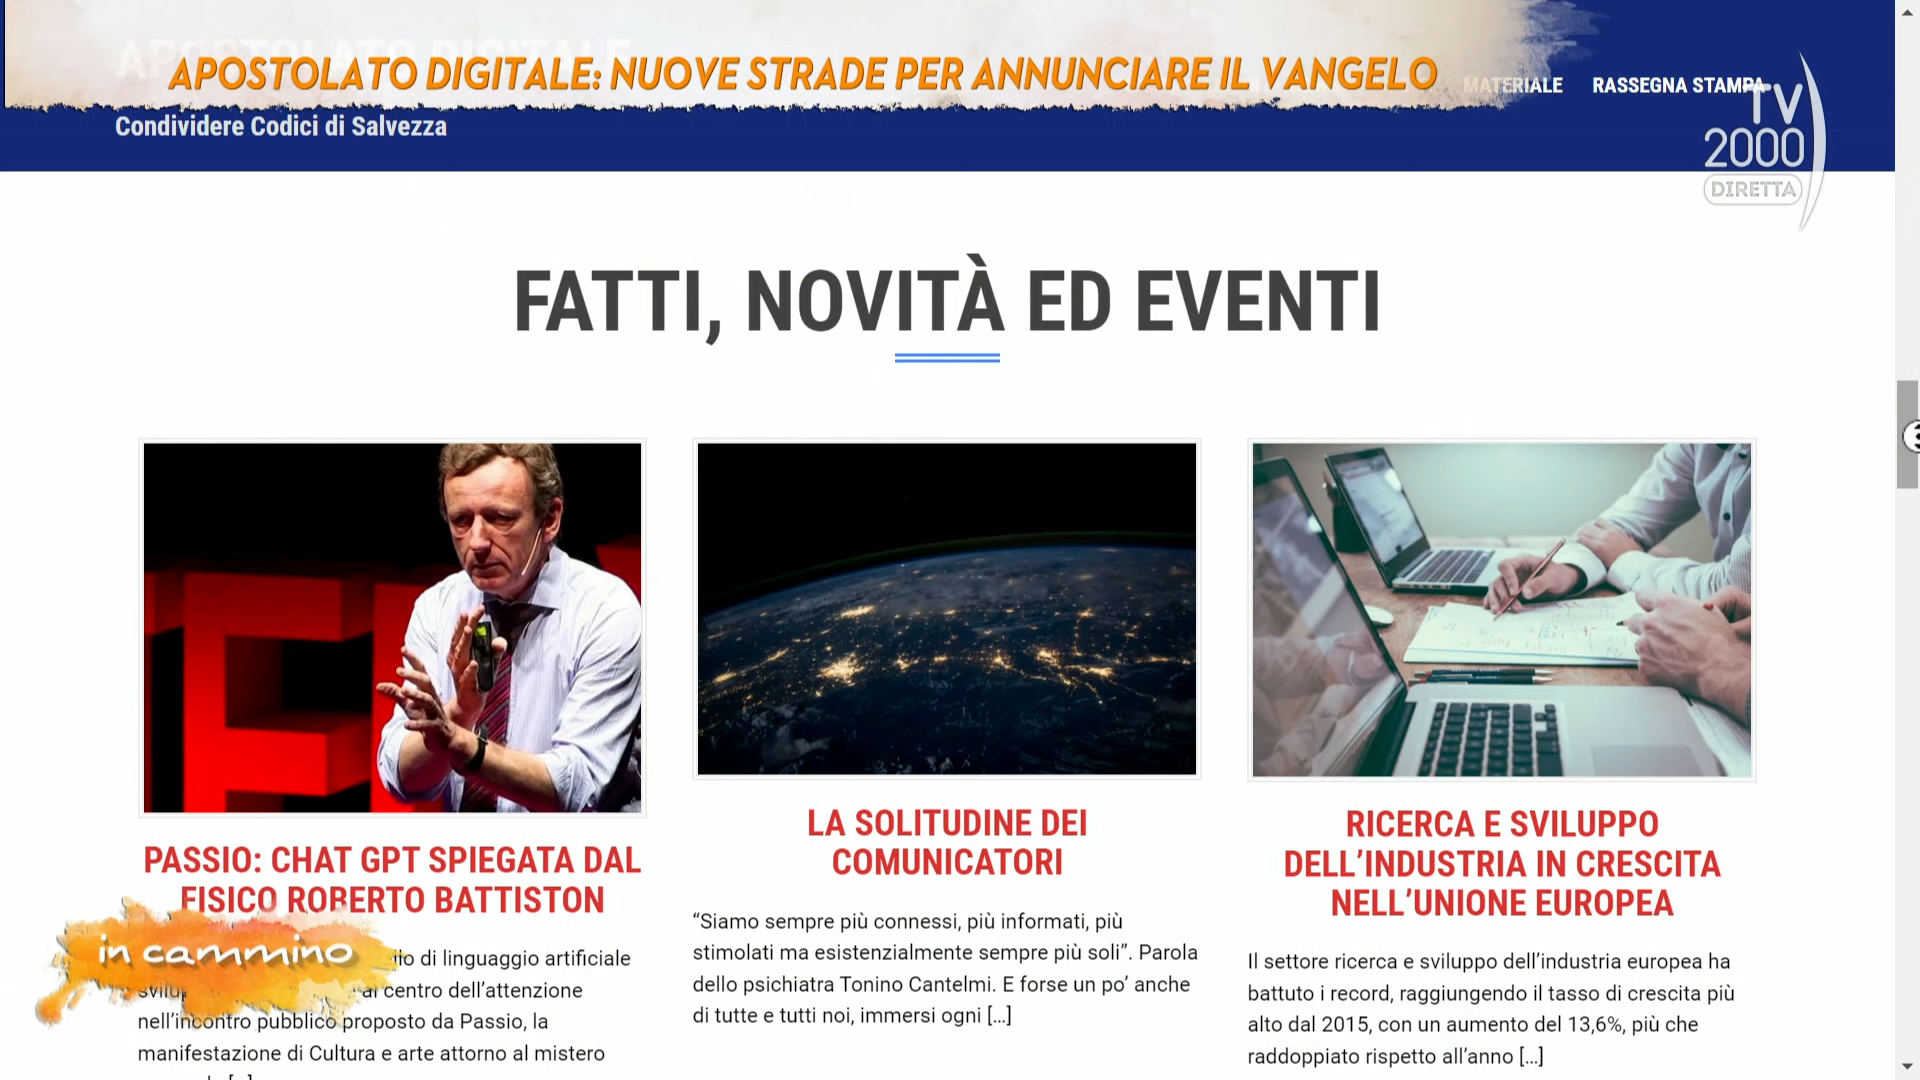 APOSTOLATO DIGITALE
APOSTOLATO DIGITALE: NUOVE STRADE PER ANNUNCIARE IL VANGELO
MATERIALE
RASSEGNA STAMPA
Condividere Codici di Salvezza
TV
2000
DIRETTA
FATTI, NOVITÀ ED EVENTI
PASSIO: CHAT GPT SPIEGATA DAL
FISICO ROBERTO BATTISTON
di linguaggio artificiale
centro dell’attenzione
nell’incontro pubblico proposto da Passio, la
manifestazione di Cultura e arte attorno al mistero
[...]
in cammino
LA SOLITUDINE DEI
COMUNICATORI
“Siamo sempre più connessi, più informati, più
stimolati ma esistenzialmente sempre più soli”. Parola
dello psichiatra Tonino Cantelmi. E forse un po’ anche
di tutte e tutti noi, immersi ogni [...]
RICERCA E SVILUPPO
DELL’INDUSTRIA IN CRESCITA
NELL’UNIONE EUROPEA
Il settore ricerca e sviluppo dell’industria europea ha
battuto i record, raggiungendo il tasso di crescita più
alto dal 2015, con un aumento del 13,6%, più che
raddoppiato rispetto all’anno [...]